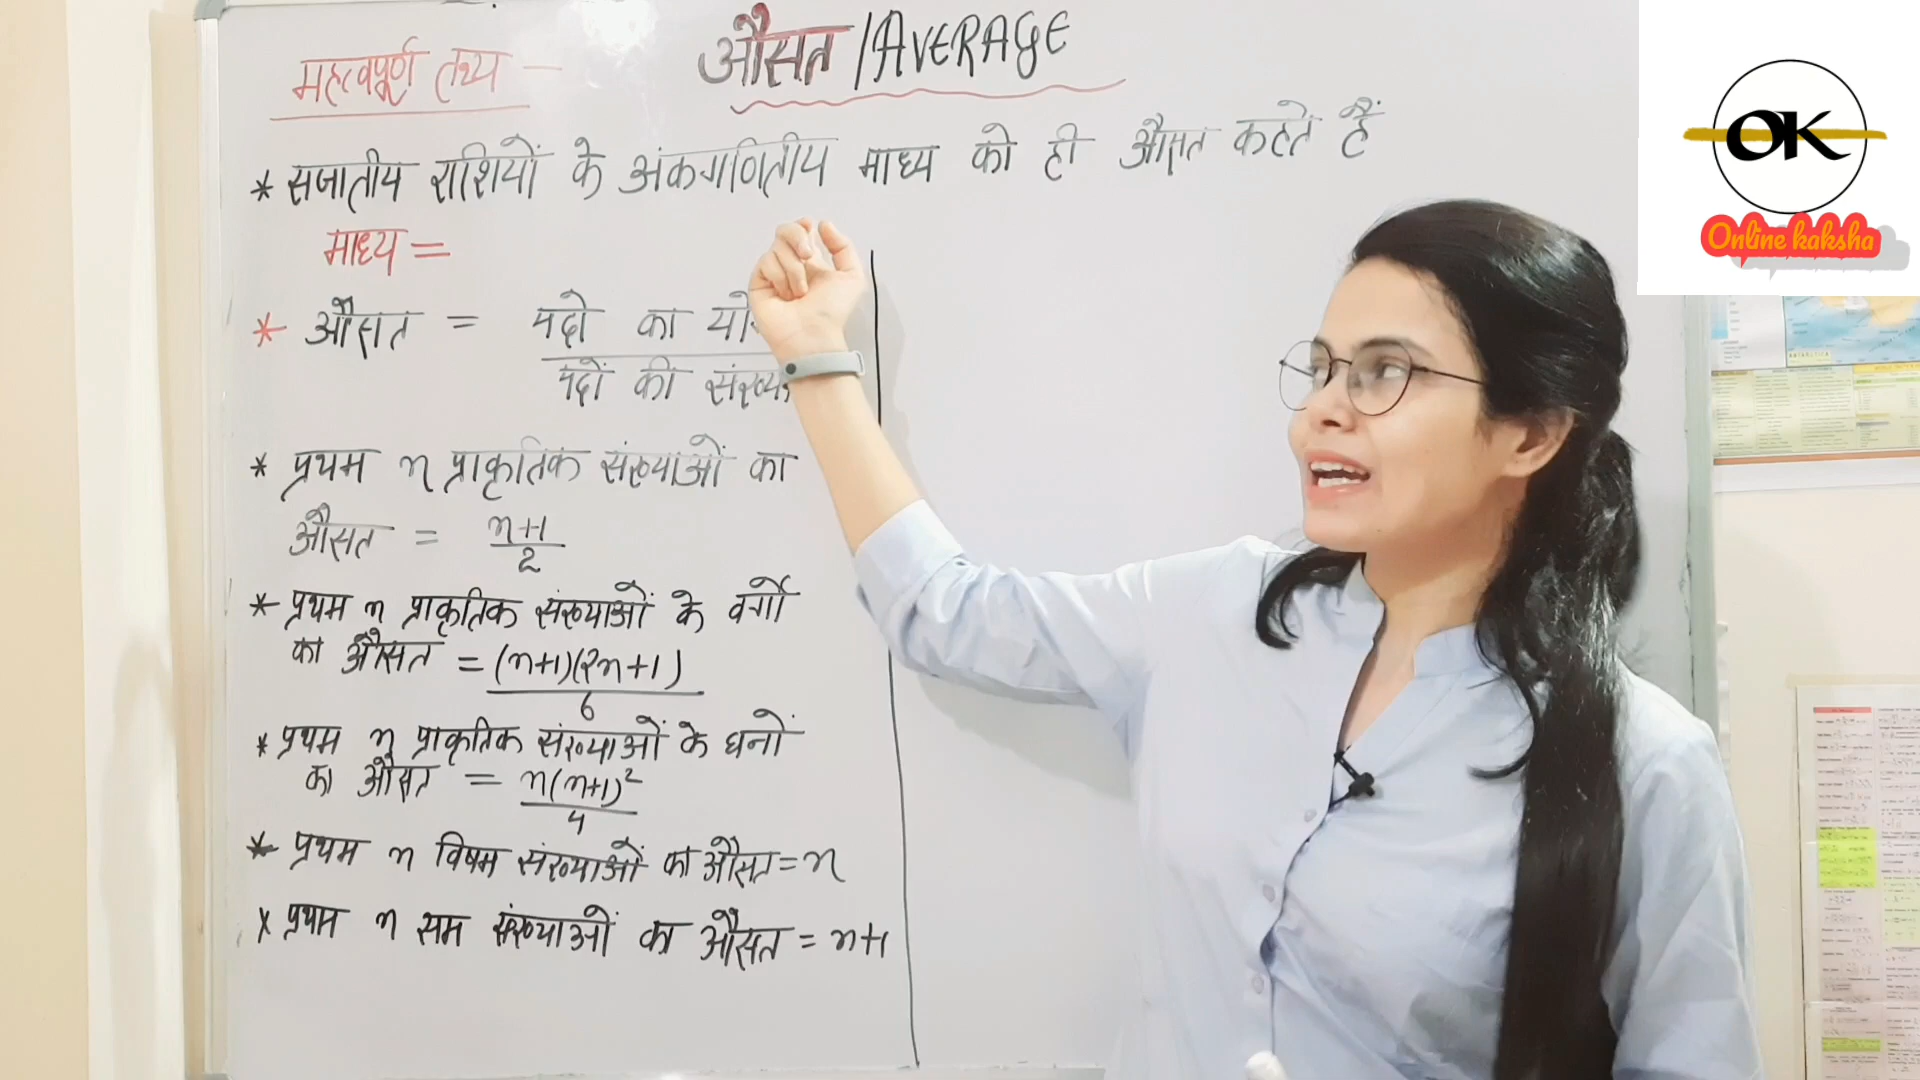 औसत / AVERAGE
महत्वपूर्ण तथ्य —
* सजातीय राशियों के अंकगणितीय माध्य को ही औसत कहते हैं
माध्य =
* औसत = पदो का
पदों की
* प्रथम n प्राकृतिक संख्याओं का
औसत = n+1
2
* प्रथम n प्राकृतिक संख्याओं के वर्गो
का औसत = (n+1)(2n+1)
6
* प्रथम n प्राकृतिक संख्याओं के घनों
का औसत = n(n+1)²
4
* प्रथम n विषम संख्याओं का औसत = n
* प्रथम n सम संख्याओं का औसत = n+1
OK
Online kaksha
ANTARCTICA